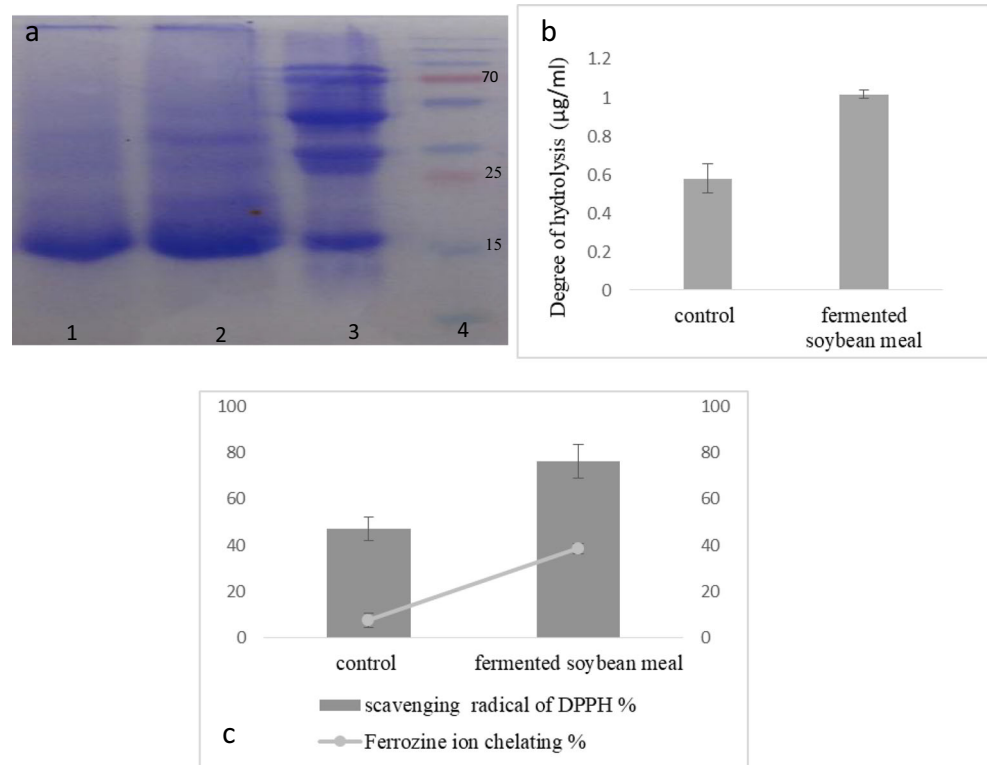 a
70
25
15
1 2 3 4
b
Degree of hydrolysis (µg/ml)
1.2
1
0.8
0.6
0.4
0.2
0
control
fermented
soybean meal
100
80
60
40
20
0
100
80
60
40
20
0
control fermented soybean meal
scavenging radical of DPPH %
Ferrozine ion chelating %
c